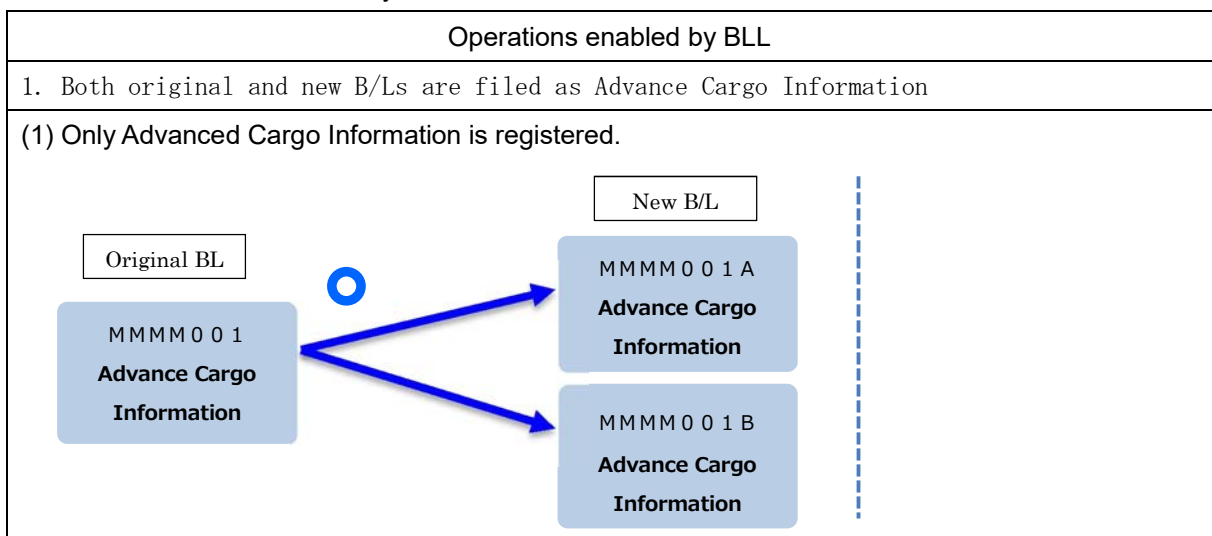 Operations enabled by BLL
1. Both original and new B/Ls are filed as Advance Cargo Information
(1) Only Advanced Cargo Information is registered.
New B/L
Original BL
ＭＭＭＭ００１Ａ
Advance Cargo
Information
ＭＭＭＭ００１
Advance Cargo
Information
ＭＭＭＭ００１Ｂ
Advance Cargo
Information